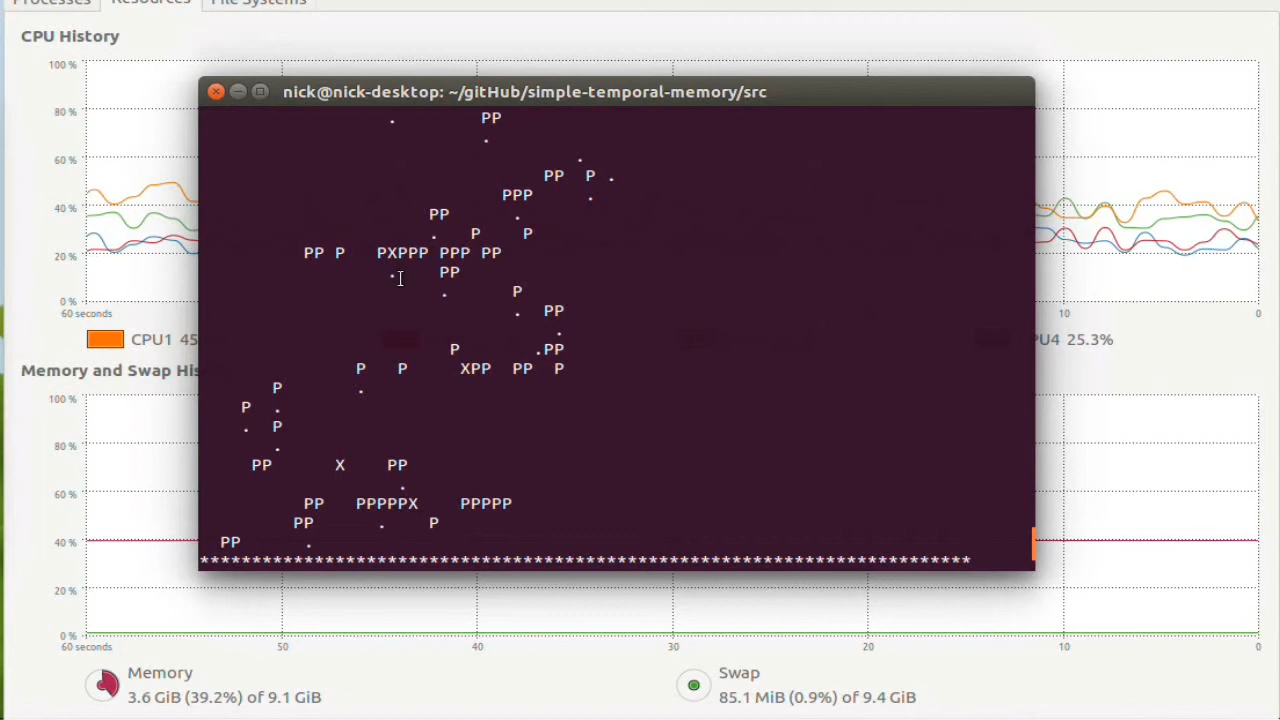 Processes Resources File Systems
CPU History
nick@nick-desktop: ~/gitHub/simple-temporal-memory/src
100 %
80 %
60 %
40 %
20 %
0 %
60 seconds
10
0
CPU1 45
U4 25.3%
. PP
.
.
PP P .
PPP .
PP .
. P P
PP P PXPPP PPP PP
. PP
. P
. PP
.
P .PP
P P XPP PP P
P .
P .
. P
.
PP X PP
.
PP PPPPPX PPPPP
PP . P
PP .
**************************************************************************
Memory and Swap His
100 %
80 %
60 %
40 %
20 %
0 %
60 seconds
50
40
30
20
10
0
Memory
3.6 GiB (39.2%) of 9.1 GiB
Swap
85.1 MiB (0.9%) of 9.4 GiB